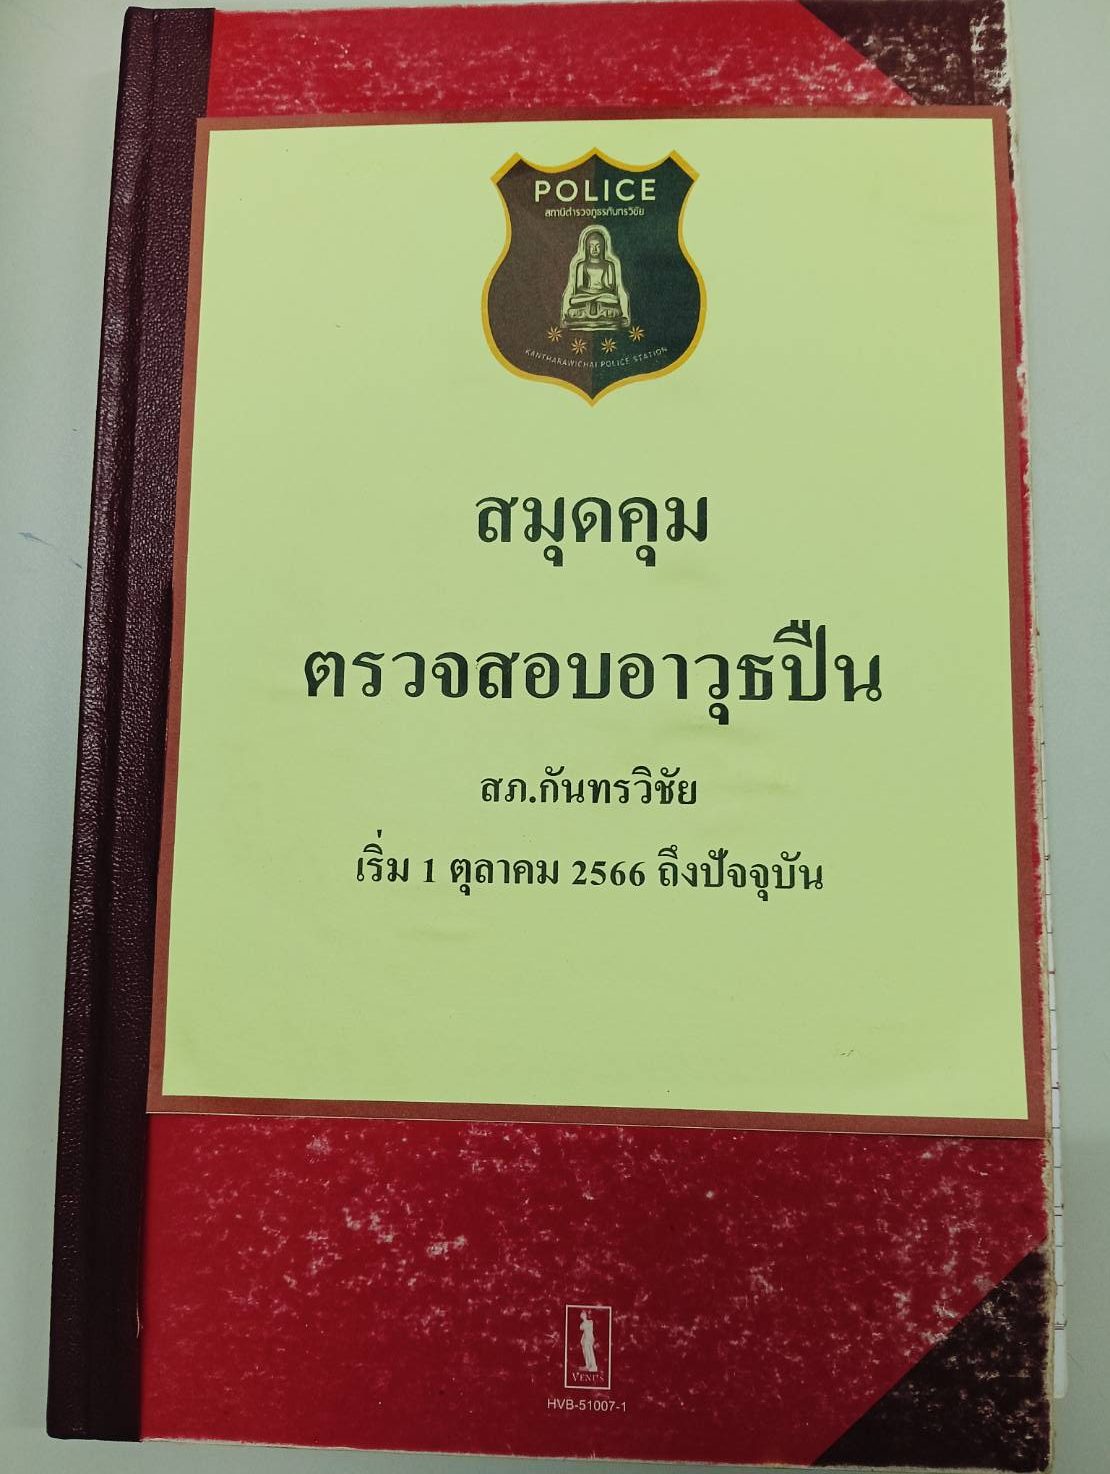 POLICE
สถานีตำรวจภูธรกันทรวิชัย
KANTHARAWICHAI POLICE STATION
สมุดคุม
ตรวจสอบอาวุธปืน
สภ.กันทรวิชัย
เริ่ม 1 ตุลาคม 2566 ถึงปัจจุบัน
VENUS
HVB-51007-1